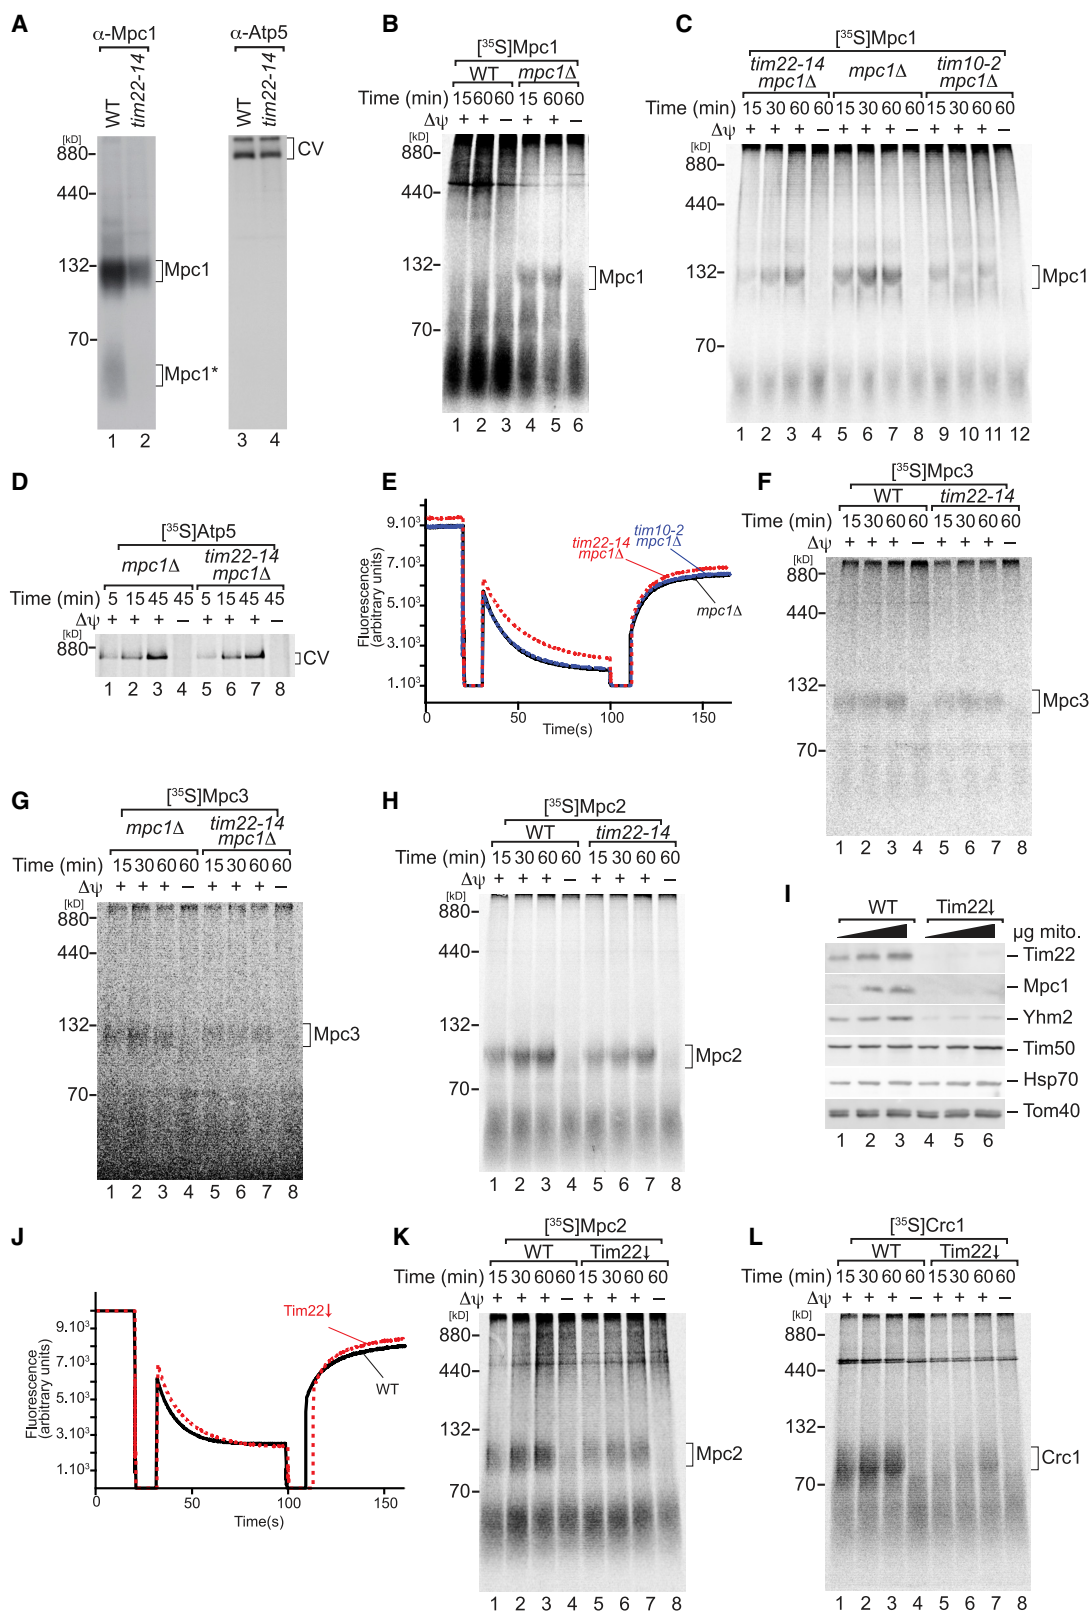 A
α-Mpc1
α-Atp5
WT
tim22-14
WT
tim22-14
[kD]
880
440
132
70
CV
Mpc1
Mpc1*
1 2 3 4
B
[35S]Mpc1
WT mpc1Δ
Time (min) 15 60 60 15 60 60
Δψ + + – + + –
[kD]
880
440
132
70
Mpc1
1 2 3 4 5 6
C
[35S]Mpc1
tim22-14 mpc1Δ
mpc1Δ
tim10-2 mpc1Δ
Time (min) 15 30 60 60 15 30 60 60 15 30 60 60
Δψ + + + – + + + – + + + –
[kD]
880
440
132
70
Mpc1
1 2 3 4 5 6 7 8 9 10 11 12
D
[35S]Atp5
mpc1Δ
tim22-14 mpc1Δ
Time (min) 5 15 45 45 5 15 45 45
Δψ + + + – + + + –
[kD]
880
CV
1 2 3 4 5 6 7 8
E
Fluorescence
(arbitrary units)
9.10³
7.10³
5.10³
3.10³
1.10³
tim22-14 mpc1Δ
tim10-2 mpc1Δ
mpc1Δ
0 50 100 150
Time(s)
F
[35S]Mpc3
WT tim22-14
Time (min) 15 30 60 60 15 30 60 60
Δψ + + + – + + + –
[kD]
880
440
132
70
Mpc3
1 2 3 4 5 6 7 8
G
[35S]Mpc3
mpc1Δ
tim22-14 mpc1Δ
Time (min) 15 30 60 60 15 30 60 60
Δψ + + + – + + + –
[kD]
880
440
132
70
Mpc3
1 2 3 4 5 6 7 8
H
[35S]Mpc2
WT tim22-14
Time (min) 15 30 60 60 15 30 60 60
Δψ + + + – + + + –
[kD]
880
440
132
70
Mpc2
1 2 3 4 5 6 7 8
I
WT Tim22↓
µg mito.
Tim22
Mpc1
Yhm2
Tim50
Hsp70
Tom40
1 2 3 4 5 6
J
Fluorescence
(arbitrary units)
9.10³
7.10³
5.10³
3.10³
1.10³
Tim22↓
WT
0 50 100 150
Time(s)
K
[35S]Mpc2
WT Tim22↓
Time (min) 15 30 60 60 15 30 60 60
Δψ + + + – + + + –
[kD]
880
440
132
70
Mpc2
1 2 3 4 5 6 7 8
L
[35S]Crc1
WT Tim22↓
Time (min) 15 30 60 60 15 30 60 60
Δψ + + + – + + + –
[kD]
880
440
132
70
Crc1
1 2 3 4 5 6 7 8